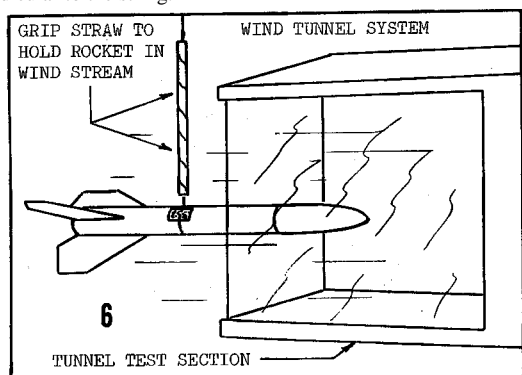 GRIP STRAW TO
HOLD ROCKET IN
WIND STREAM
WIND TUNNEL SYSTEM
6
TUNNEL TEST SECTION